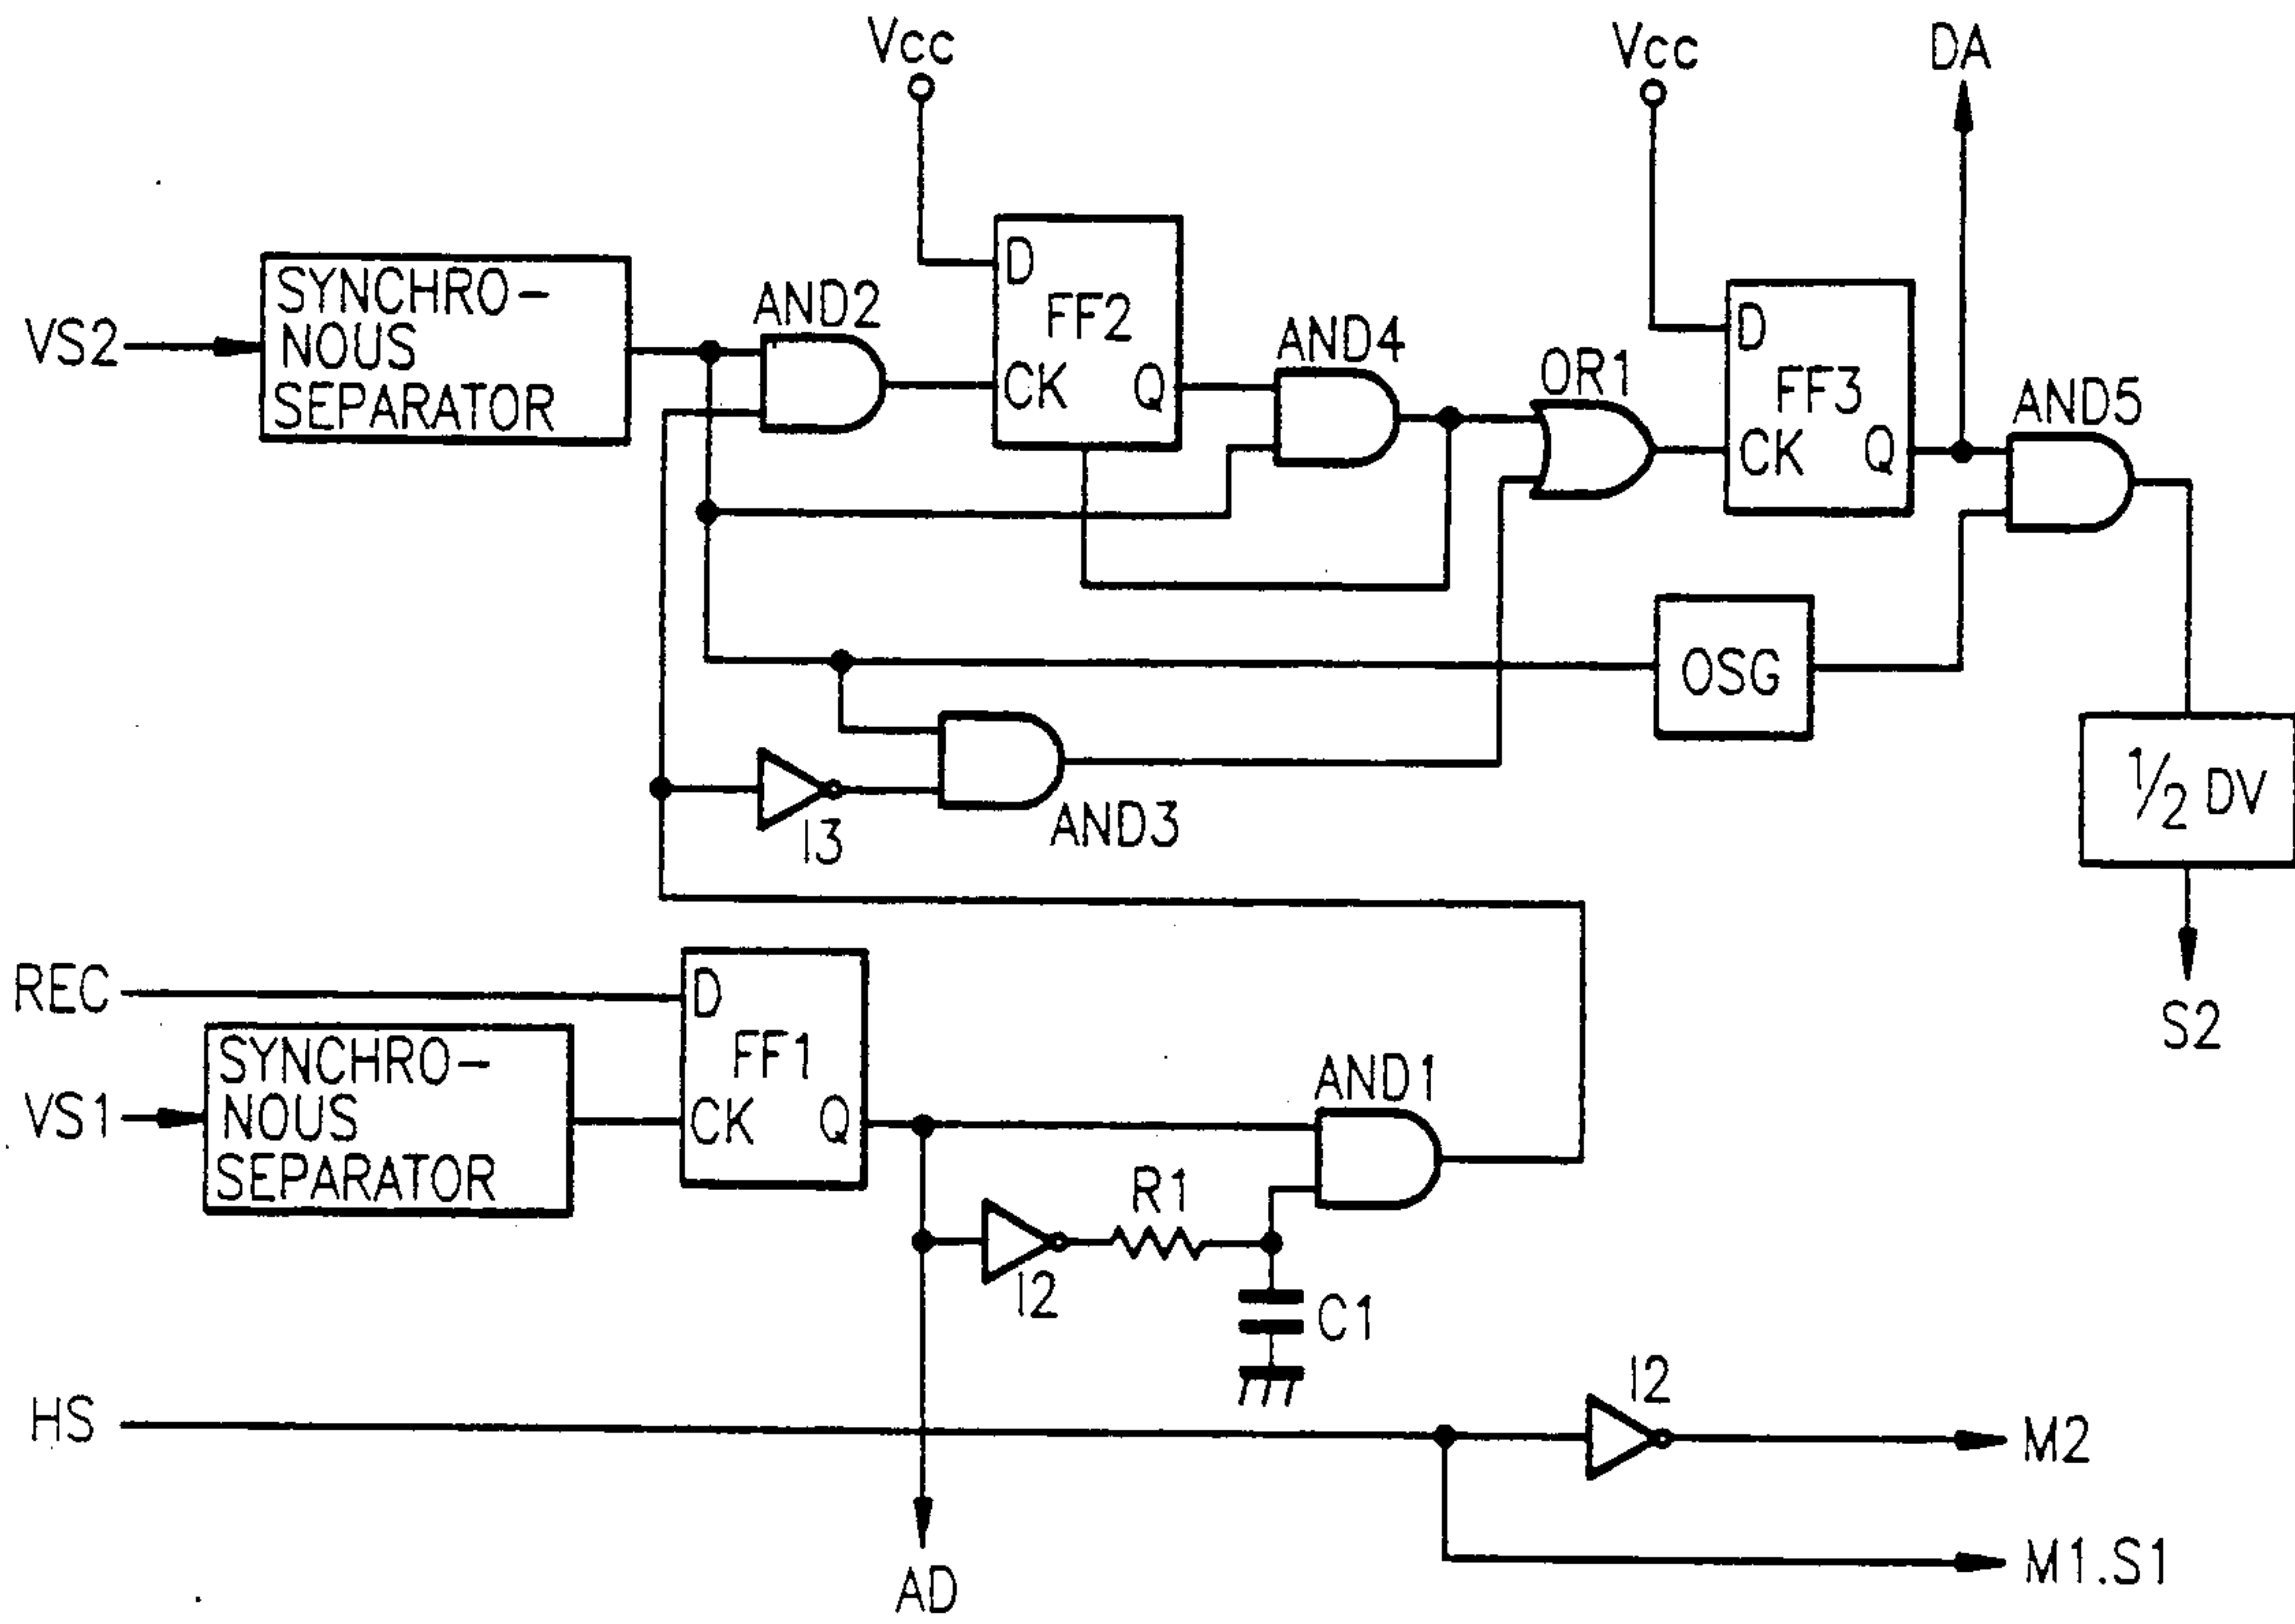 Vcc
Vcc
DA
SYNCHRO-
NOUS
SEPARATOR
VS2
AND2
D
FF2
CK
Q
AND4
OR1
D
FF3
CK
Q
AND5
OSG
1/2 DV
I3
AND3
S2
REC
D
FF1
CK
Q
SYNCHRO-
NOUS
SEPARATOR
VS1
AND1
R1
I2
C1
HS
I2
M2
M1.S1
AD